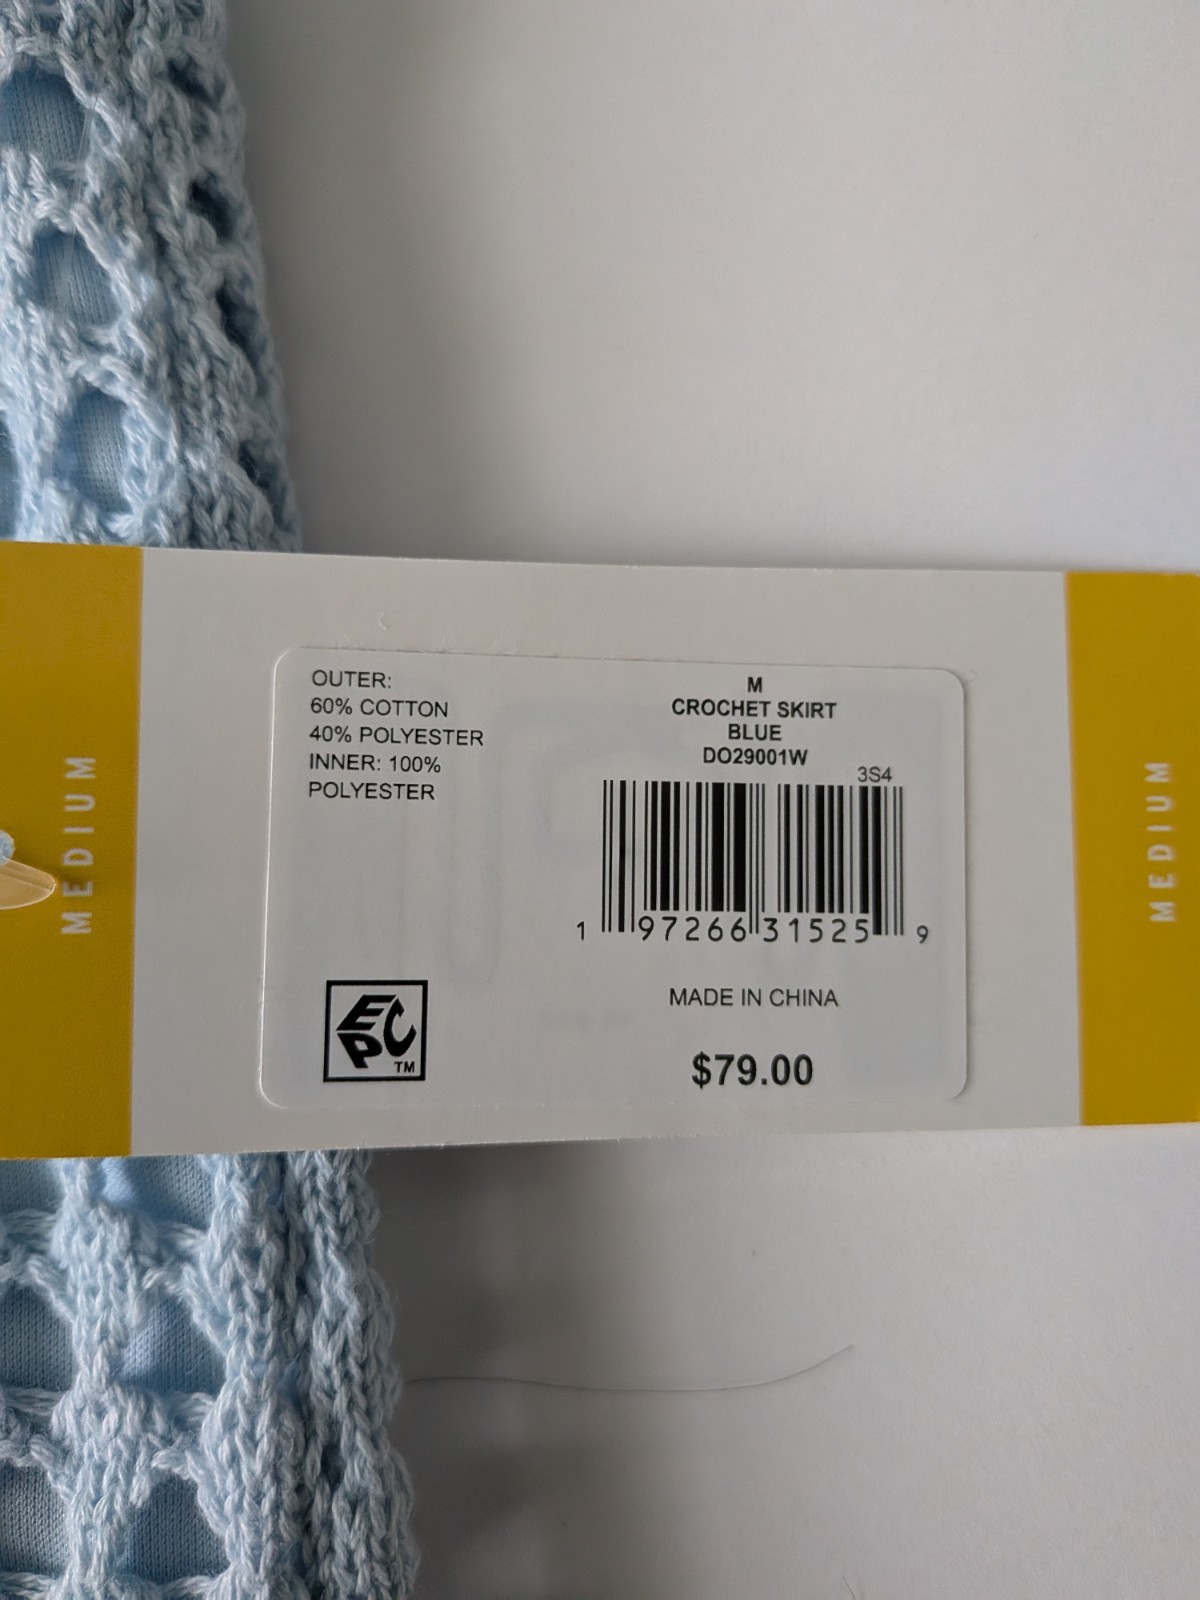 MEDIUM
OUTER:
60% COTTON
40% POLYESTER
INNER: 100%
POLYESTER
M
CROCHET SKIRT
BLUE
DO29001W
3S4
1 97266 31525 9
MADE IN CHINA
$79.00
EPC
TM
MEDIUM